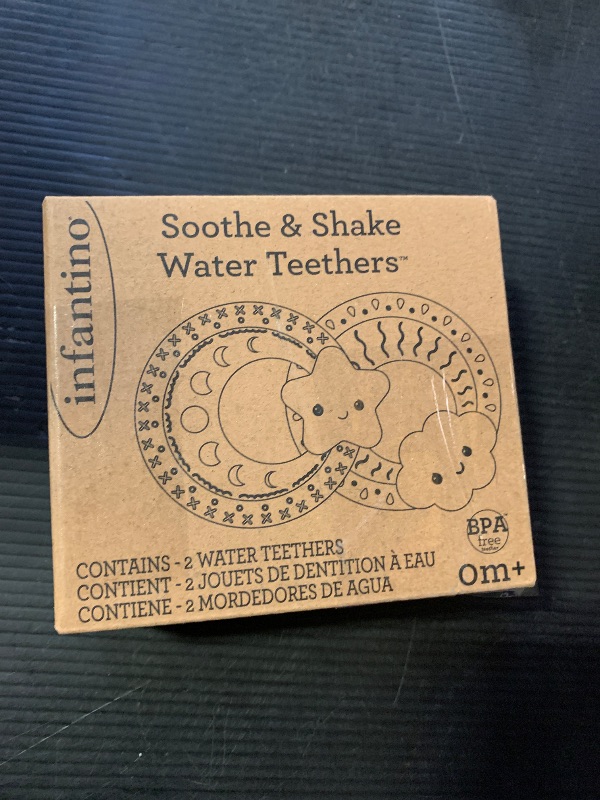 infantino
Soothe & Shake
Water Teethers™
BPA
free
CONTAINS - 2 WATER TEETHERS
CONTIENT - 2 JOUETS DE DENTITION À EAU
CONTIENE - 2 MORDEDORES DE AGUA
0m+